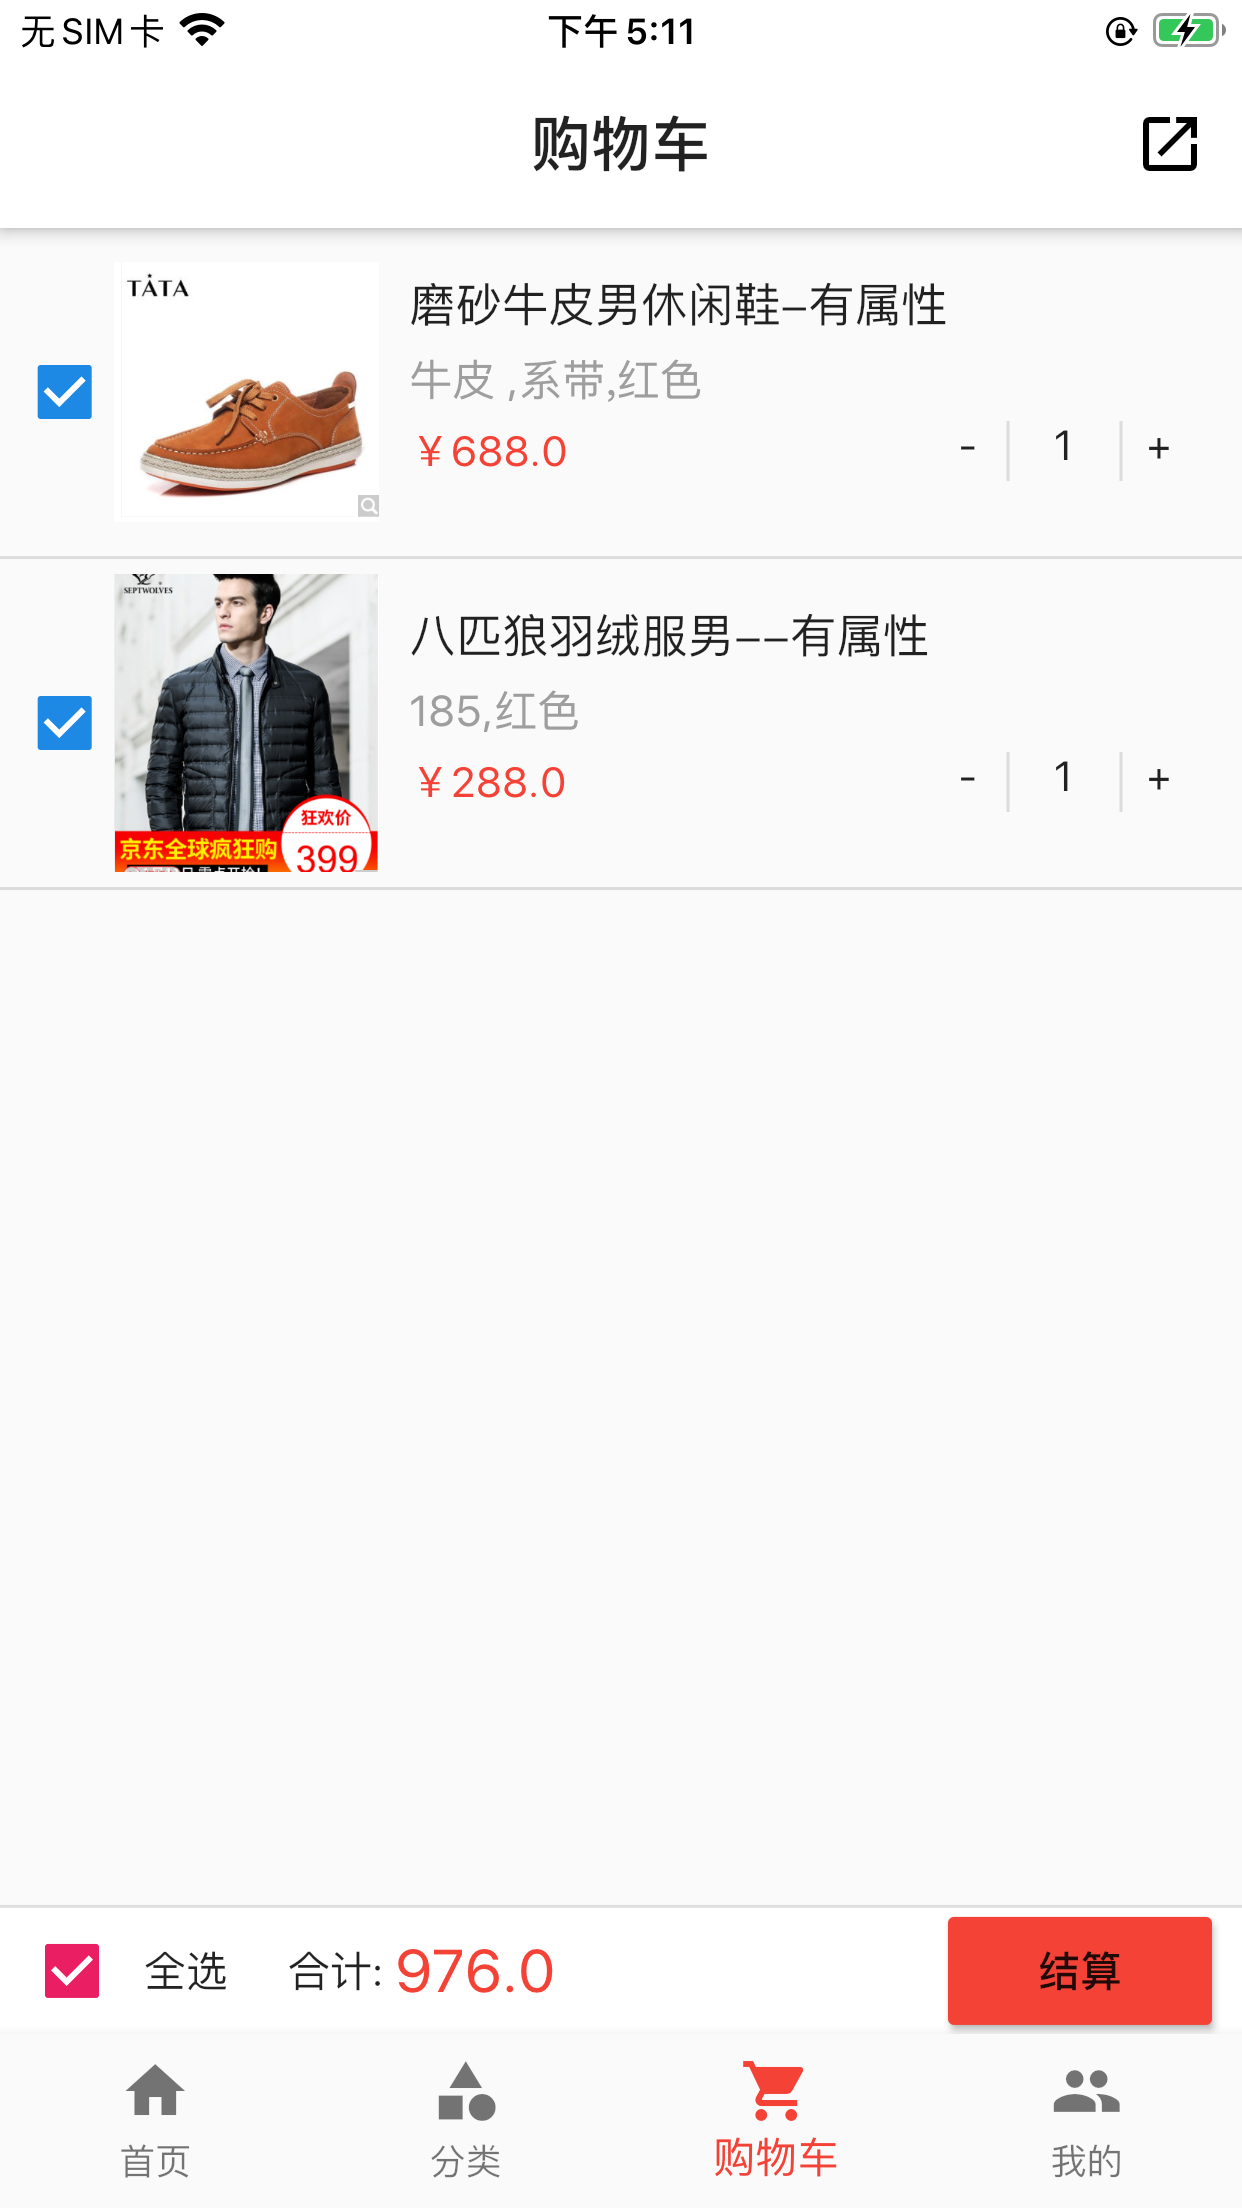 无 SIM 卡
下午 5:11
购物车
TATA
磨砂牛皮男休闲鞋-有属性
牛皮 ,系带,红色
¥688.0
- 1 +
SEPTWOLVES
八匹狼羽绒服男--有属性
185,红色
¥288.0
- 1 +
狂欢价
京东全球疯狂购
399
全选
合计: 976.0
结算
首页
分类
购物车
我的